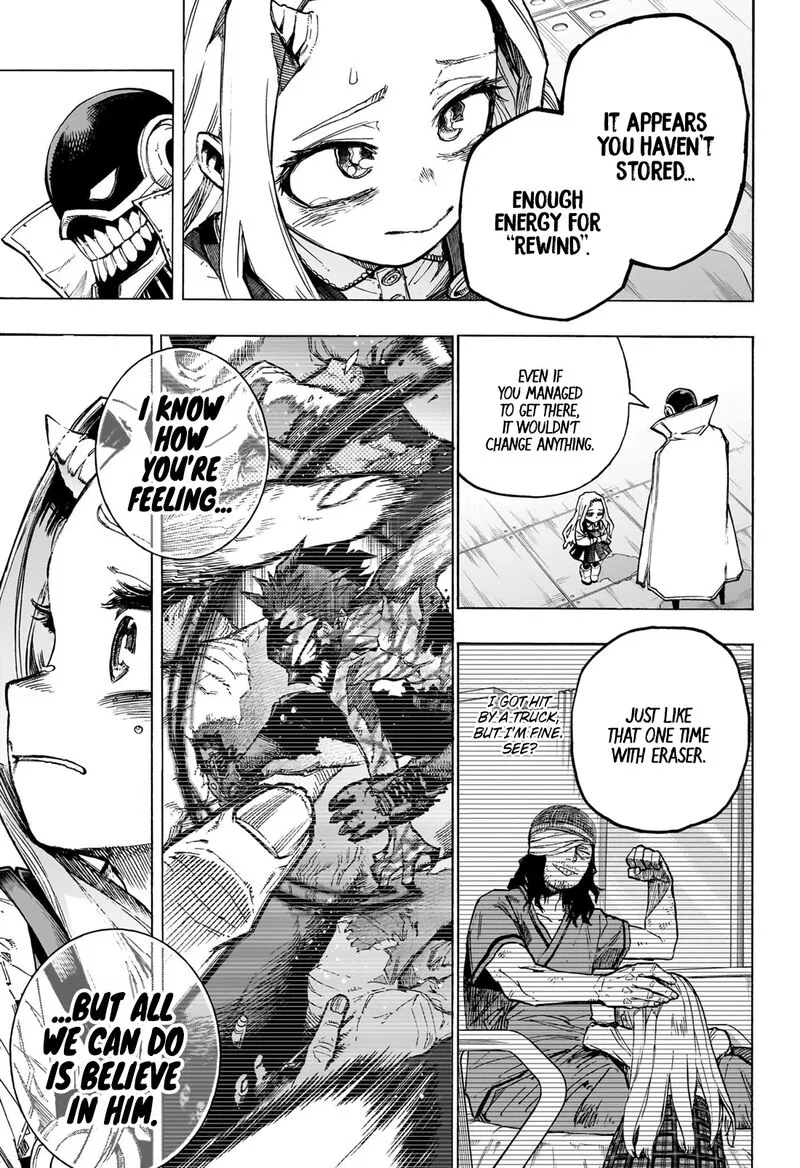 IT APPEARS
YOU HAVEN'T
STORED...
ENOUGH
ENERGY FOR
"REWIND".
EVEN IF
YOU MANAGED
TO GET THERE,
IT WOULDN'T
CHANGE ANYTHING.
JUST LIKE
THAT ONE TIME
WITH ERASER.
I GOT HIT
BY A TRUCK,
BUT I'M FINE.
SEE?
I KNOW
HOW
YOU'RE
FEELING...
...BUT ALL
WE CAN DO
IS BELIEVE
IN HIM.